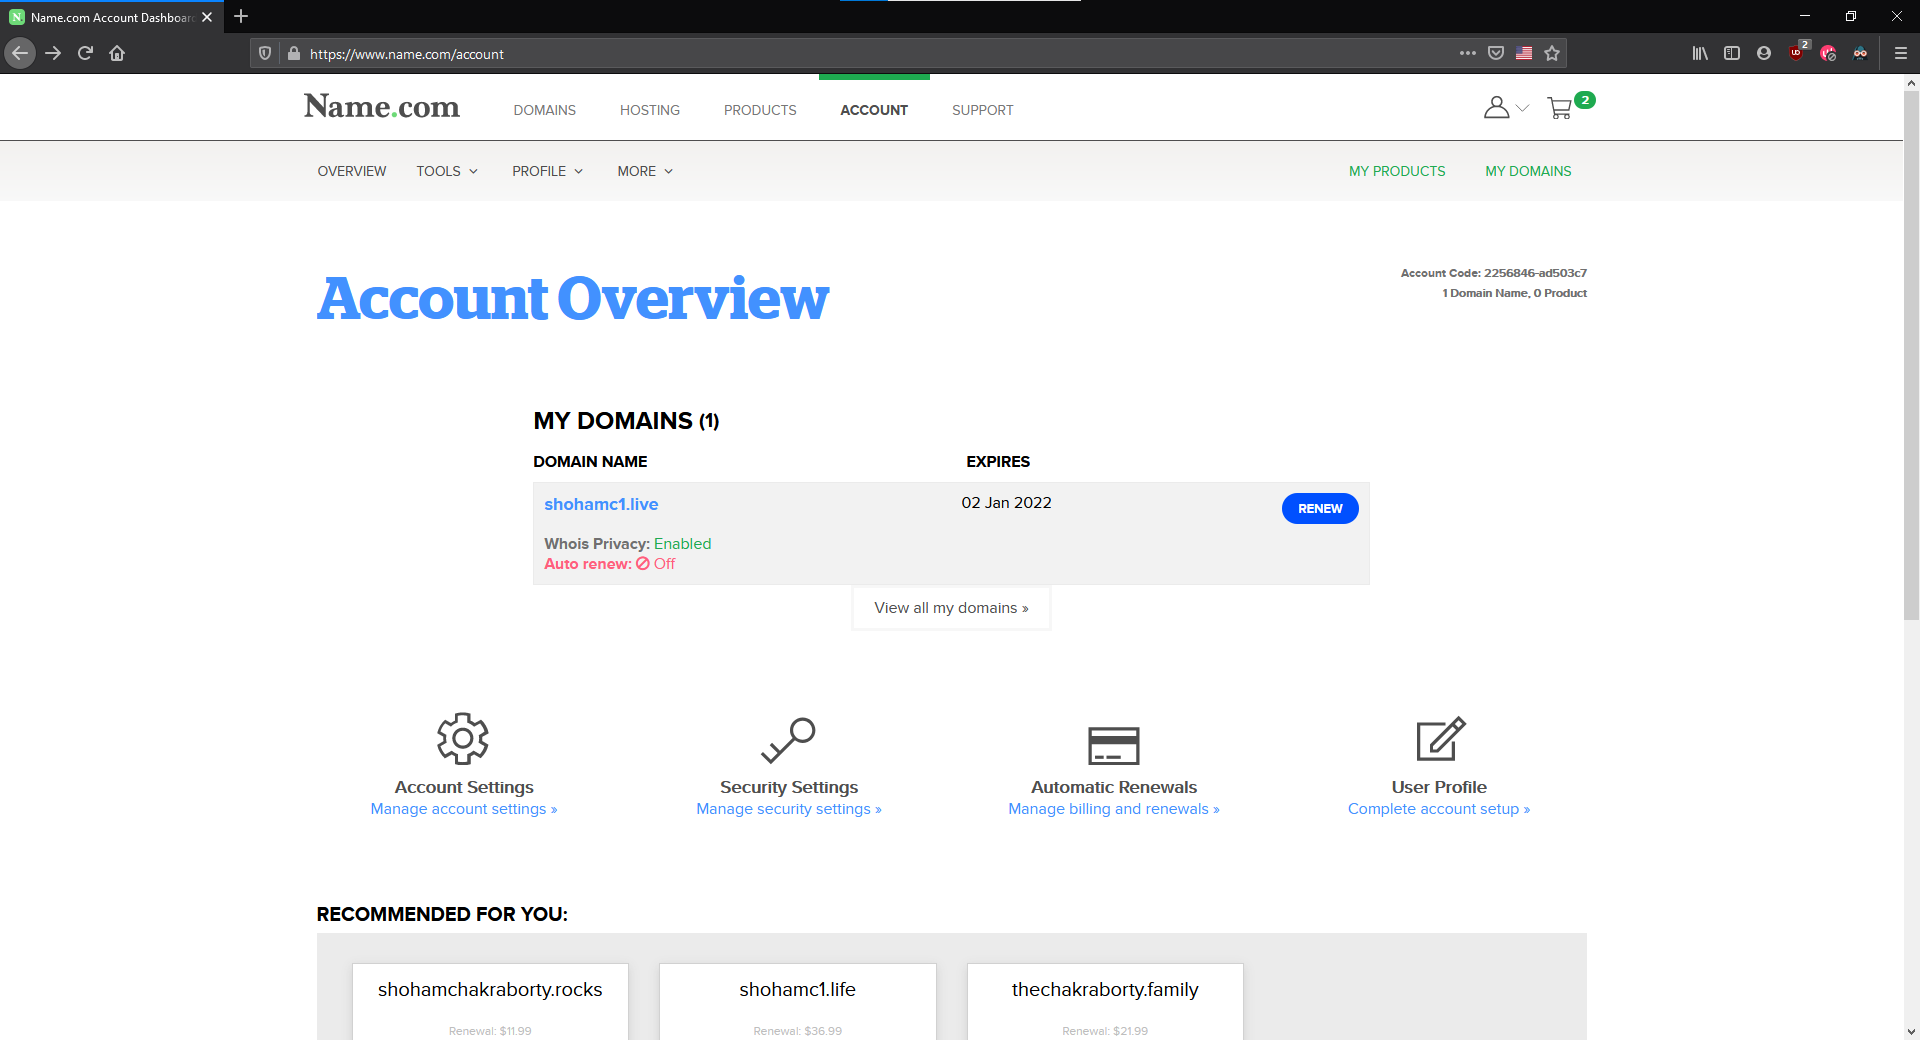 Name.com Account Dashboar
https://www.name.com/account
2
Name.com
DOMAINS
HOSTING
PRODUCTS
ACCOUNT
SUPPORT
2
OVERVIEW
TOOLS
PROFILE
MORE
MY PRODUCTS
MY DOMAINS
Account Overview
Account Code: 2256846-ad503c7
1 Domain Name, 0 Product
MY DOMAINS (1)
DOMAIN NAME
EXPIRES
shohamc1.live
02 Jan 2022
RENEW
Whois Privacy: Enabled
Auto renew: Off
View all my domains »
Account Settings
Manage account settings »
Security Settings
Manage security settings »
Automatic Renewals
Manage billing and renewals »
User Profile
Complete account setup »
RECOMMENDED FOR YOU:
shohamchakraborty.rocks
Renewal: $11.99
shohamc1.life
Renewal: $36.99
thechakraborty.family
Renewal: $21.99